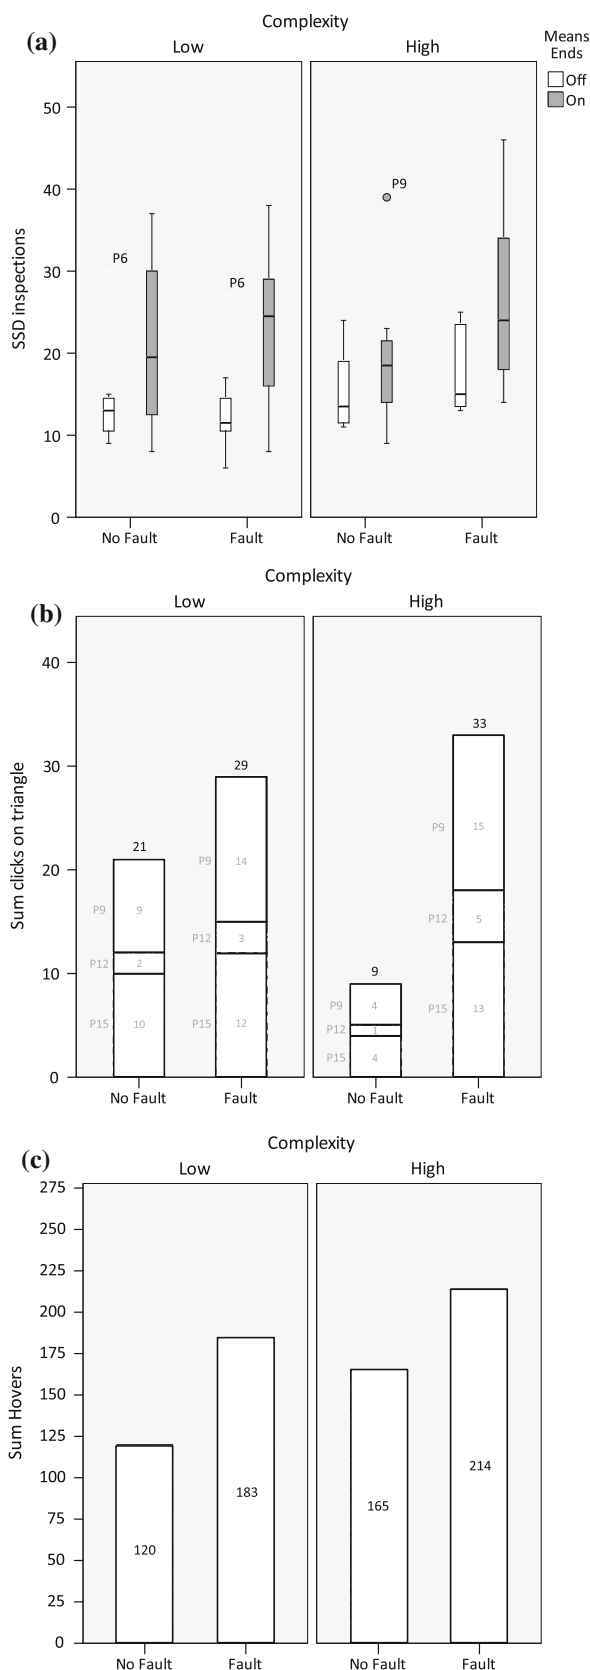 Complexity
(a)
Low
High
Means
Ends
Off
On
50
40
30
20
10
0
SSD inspections
P6
P6
P9
No Fault
Fault
No Fault
Fault
Complexity
(b)
Low
High
40
30
20
10
0
Sum clicks on triangle
21
P9
9
P12
2
P15
10
29
P9
14
P12
3
P15
12
9
P9
4
P12
1
P15
4
33
P9
15
P12
5
P15
13
No Fault
Fault
No Fault
Fault
Complexity
(c)
Low
High
275
250
225
200
175
150
125
100
75
50
25
0
Sum Hovers
120
183
165
214
No Fault
Fault
No Fault
Fault